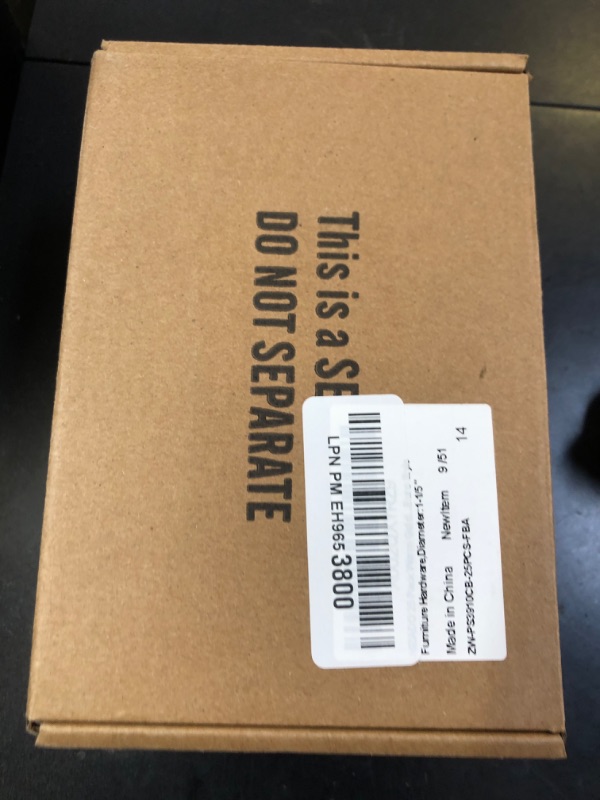 This is a SE
DO NOT SEPARATE
LPN PM EH965 3800
Furniture Hardware,Diameter:1-1/5"
Made in China NewItem 9 /51
14
ZW-PS3910CB-25PCS-FBA